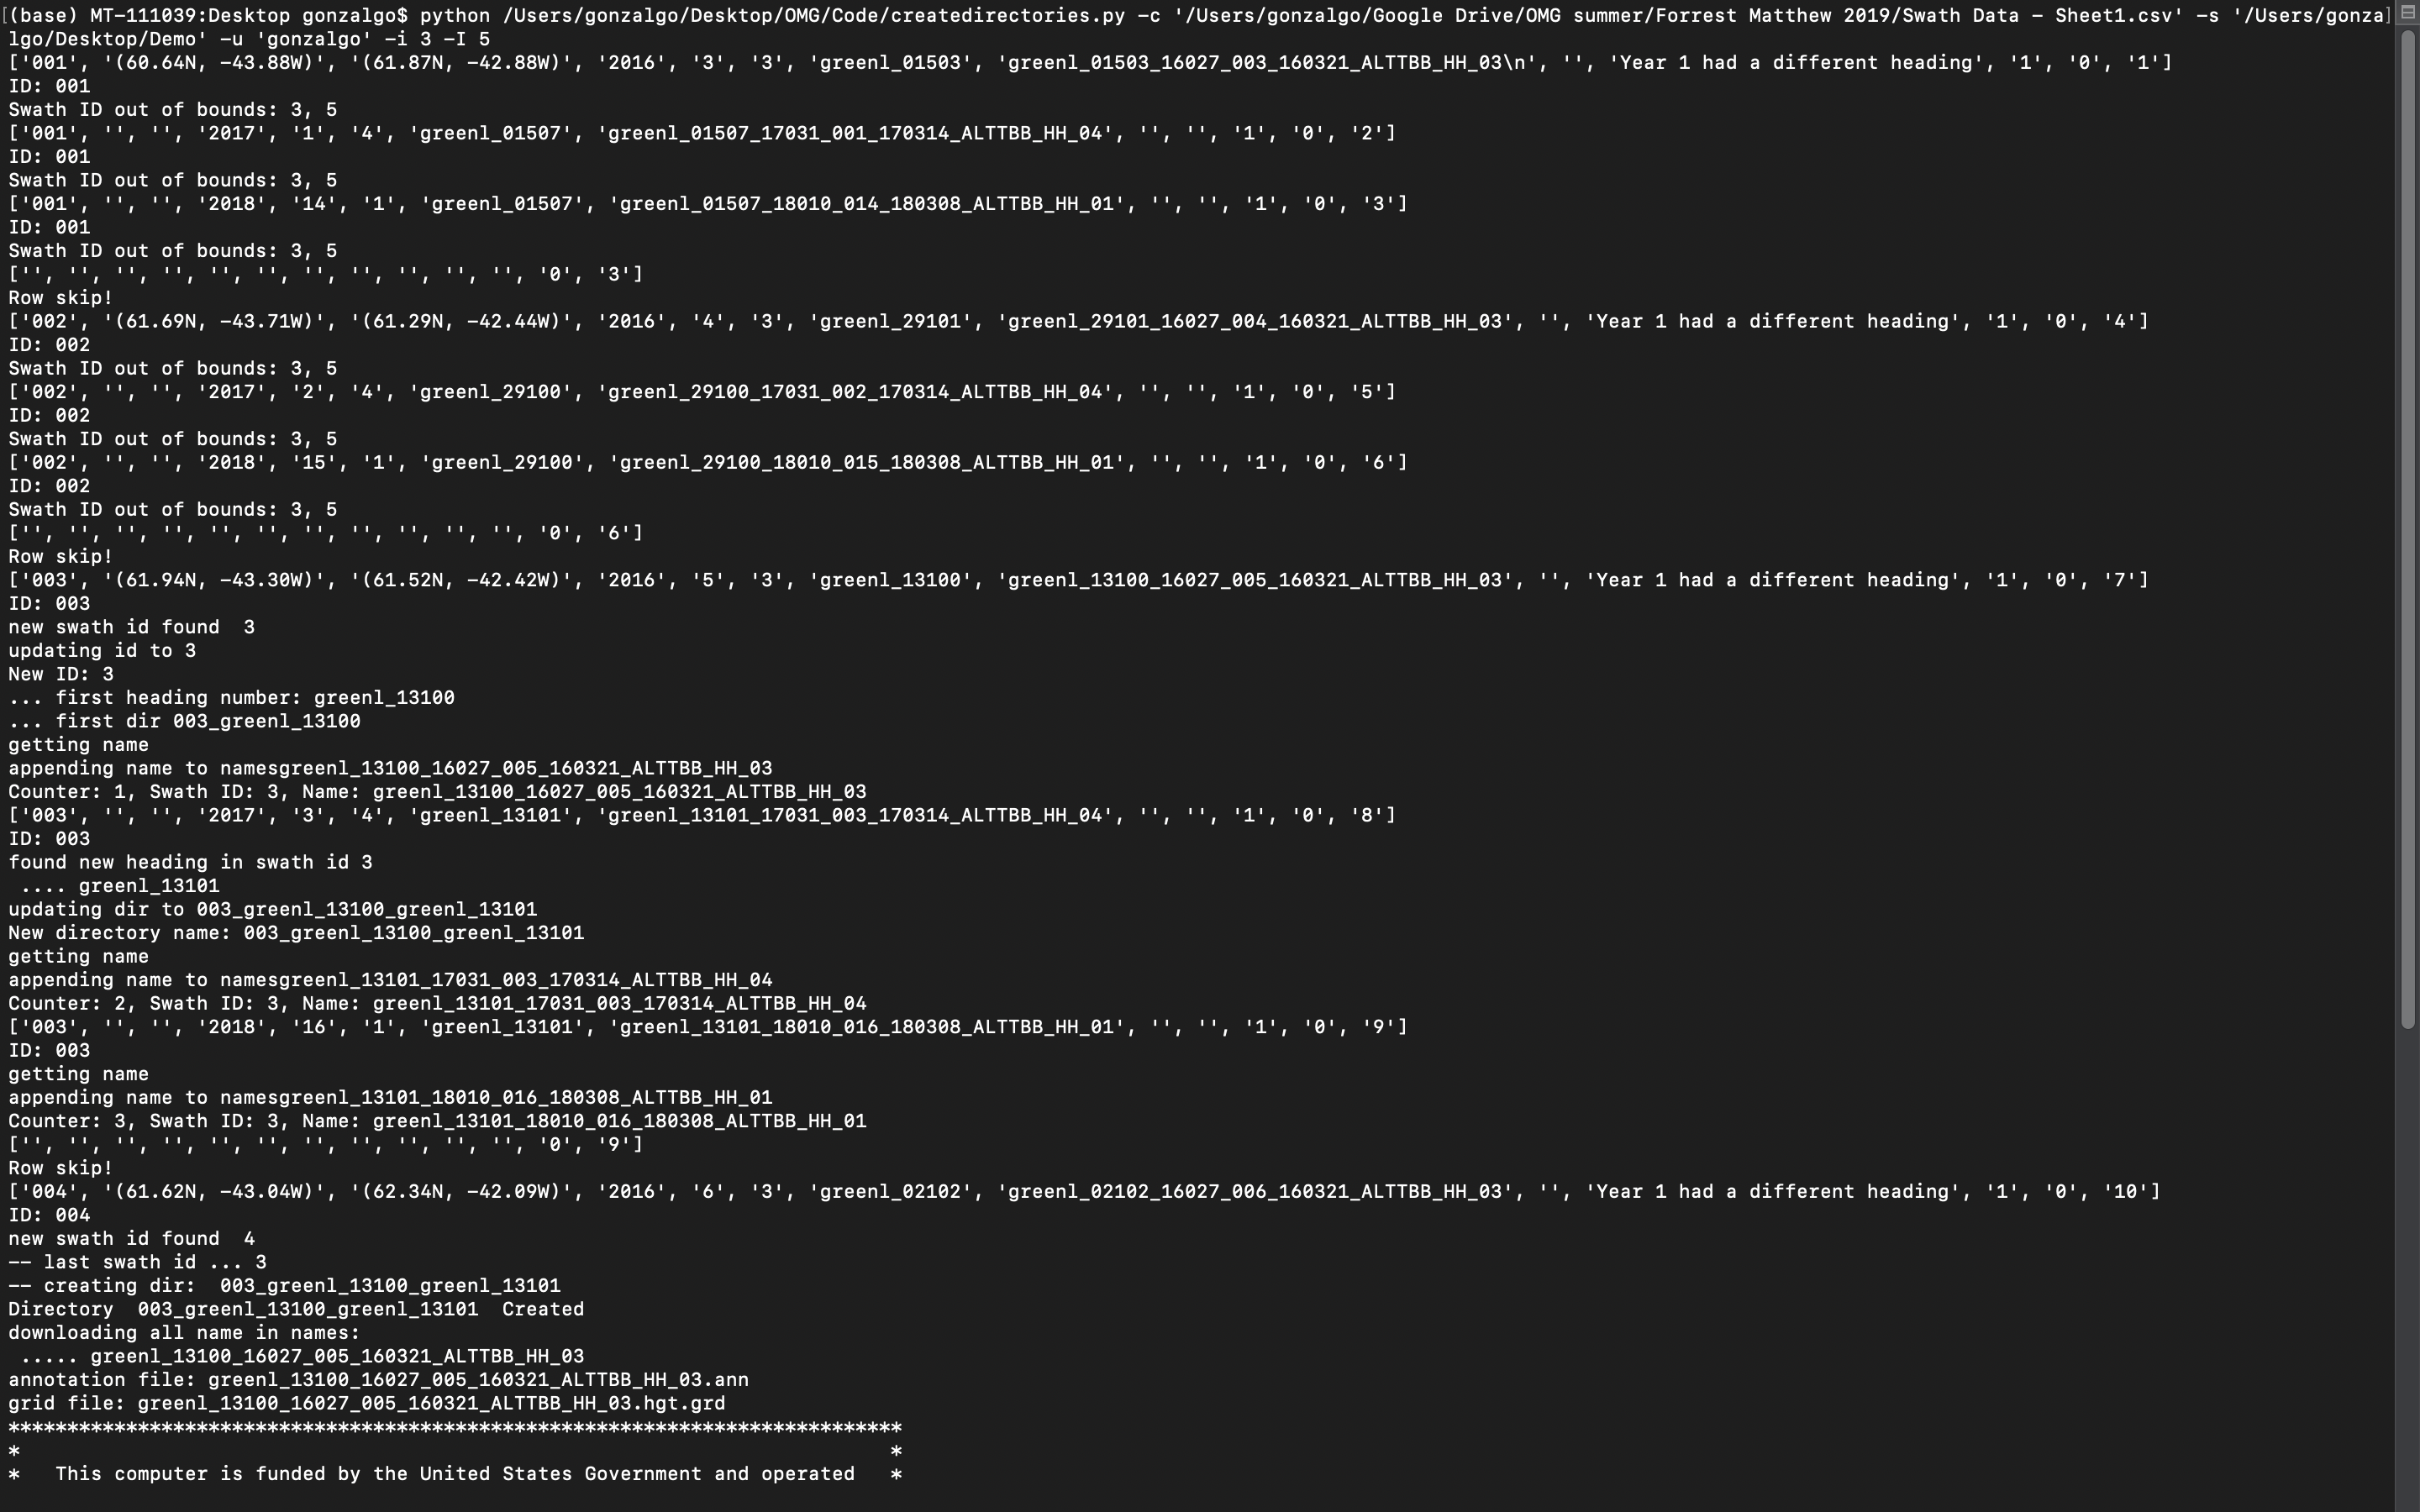 (base) MT-111039:Desktop gonzalgo$ python /Users/gonzalgo/Desktop/OMG/Code/createdirectories.py -c '/Users/gonzalgo/Google Drive/OMG summer/Forrest Matthew 2019/Swath Data - Sheet1.csv' -s '/Users/gonza
lgo/Desktop/Demo' -u 'gonzalgo' -i 3 -I 5
['001', '(60.64N, -43.88W)', '(61.87N, -42.88W)', '2016', '3', '3', 'greenl_01503', 'greenl_01503_16027_003_160321_ALTTBB_HH_03\n', '', 'Year 1 had a different heading', '1', '0', '1']
ID: 001
Swath ID out of bounds: 3, 5
['001', '', '', '2017', '1', '4', 'greenl_01507', 'greenl_01507_17031_001_170314_ALTTBB_HH_04', '', '', '1', '0', '2']
ID: 001
Swath ID out of bounds: 3, 5
['001', '', '', '2018', '14', '1', 'greenl_01507', 'greenl_01507_18010_014_180308_ALTTBB_HH_01', '', '', '1', '0', '3']
ID: 001
Swath ID out of bounds: 3, 5
['', '', '', '', '', '', '', '', '', '', '', '0', '3']
Row skip!
['002', '(61.69N, -43.71W)', '(61.29N, -42.44W)', '2016', '4', '3', 'greenl_29101', 'greenl_29101_16027_004_160321_ALTTBB_HH_03', '', 'Year 1 had a different heading', '1', '0', '4']
ID: 002
Swath ID out of bounds: 3, 5
['002', '', '', '2017', '2', '4', 'greenl_29100', 'greenl_29100_17031_002_170314_ALTTBB_HH_04', '', '', '1', '0', '5']
ID: 002
Swath ID out of bounds: 3, 5
['002', '', '', '2018', '15', '1', 'greenl_29100', 'greenl_29100_18010_015_180308_ALTTBB_HH_01', '', '', '1', '0', '6']
ID: 002
Swath ID out of bounds: 3, 5
['', '', '', '', '', '', '', '', '', '', '', '0', '6']
Row skip!
['003', '(61.94N, -43.30W)', '(61.52N, -42.42W)', '2016', '5', '3', 'greenl_13100', 'greenl_13100_16027_005_160321_ALTTBB_HH_03', '', 'Year 1 had a different heading', '1', '0', '7']
ID: 003
new swath id found  3
updating id to 3
New ID: 3
... first heading number: greenl_13100
... first dir 003_greenl_13100
getting name
appending name to namesgreenl_13100_16027_005_160321_ALTTBB_HH_03
Counter: 1, Swath ID: 3, Name: greenl_13100_16027_005_160321_ALTTBB_HH_03
['003', '', '', '2017', '3', '4', 'greenl_13101', 'greenl_13101_17031_003_170314_ALTTBB_HH_04', '', '', '1', '0', '8']
ID: 003
found new heading in swath id 3
 .... greenl_13101
updating dir to 003_greenl_13100_greenl_13101
New directory name: 003_greenl_13100_greenl_13101
getting name
appending name to namesgreenl_13101_17031_003_170314_ALTTBB_HH_04
Counter: 2, Swath ID: 3, Name: greenl_13101_17031_003_170314_ALTTBB_HH_04
['003', '', '', '2018', '16', '1', 'greenl_13101', 'greenl_13101_18010_016_180308_ALTTBB_HH_01', '', '', '1', '0', '9']
ID: 003
getting name
appending name to namesgreenl_13101_18010_016_180308_ALTTBB_HH_01
Counter: 3, Swath ID: 3, Name: greenl_13101_18010_016_180308_ALTTBB_HH_01
['', '', '', '', '', '', '', '', '', '', '', '0', '9']
Row skip!
['004', '(61.62N, -43.04W)', '(62.34N, -42.09W)', '2016', '6', '3', 'greenl_02102', 'greenl_02102_16027_006_160321_ALTTBB_HH_03', '', 'Year 1 had a different heading', '1', '0', '10']
ID: 004
new swath id found  4
-- last swath id ... 3
-- creating dir:  003_greenl_13100_greenl_13101
Directory  003_greenl_13100_greenl_13101  Created
downloading all name in names:
 ..... greenl_13100_16027_005_160321_ALTTBB_HH_03
annotation file: greenl_13100_16027_005_160321_ALTTBB_HH_03.ann
grid file: greenl_13100_16027_005_160321_ALTTBB_HH_03.hgt.grd
****************************************************************************
*                                                                          *
*   This computer is funded by the United States Government and operated   *